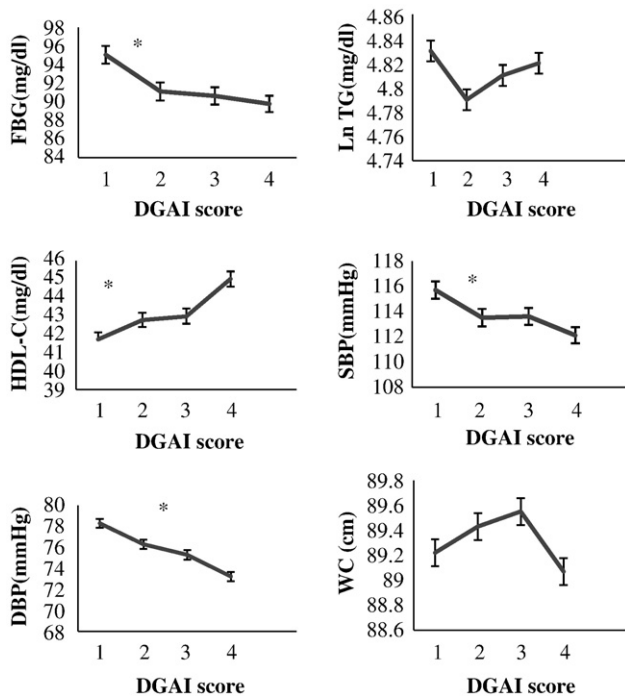 FBG(mg/dl)
98
96
94
92
90
88
86
84
*
1 2 3 4
DGAI score
Ln TG(mg/dl)
4.86
4.84
4.82
4.8
4.78
4.76
4.74
1 2 3 4
DGAI score
HDL-C(mg/dl)
46
45
44
43
42
41
40
39
*
1 2 3 4
DGAI score
SBP(mmHg)
118
116
114
112
110
108
*
1 2 3 4
DGAI score
DBP(mmHg)
80
78
76
74
72
70
68
*
1 2 3 4
DGAI score
WC (cm)
89.8
89.6
89.4
89.2
89
88.8
88.6
1 2 3 4
DGAI score